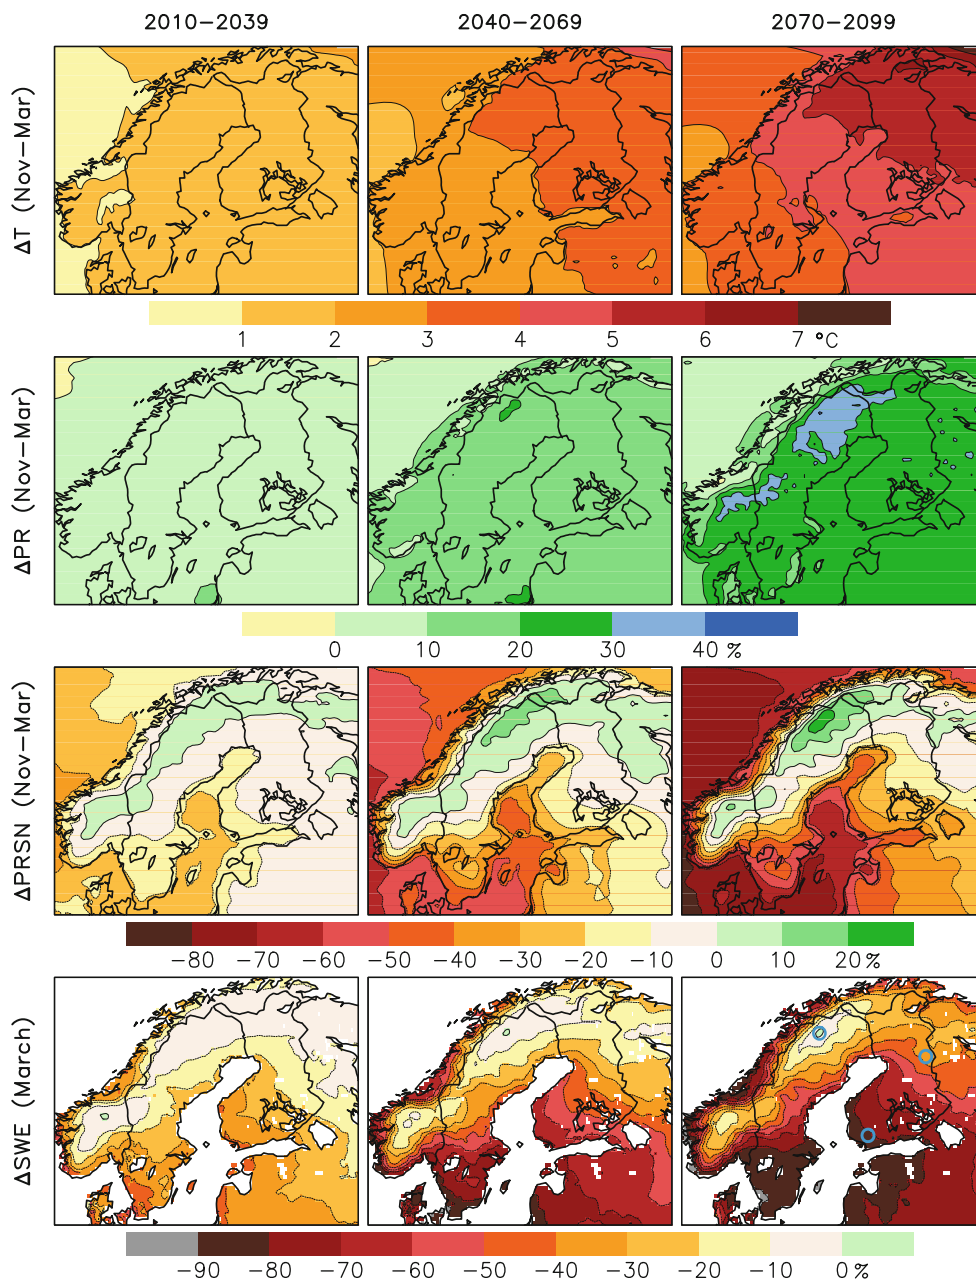 2010−2039 2040−2069 2070−2099
ΔT (Nov−Mar)
1 2 3 4 5 6 7 °C
ΔPR (Nov−Mar)
0 10 20 30 40 %
ΔPRSN (Nov−Mar)
−80 −70 −60 −50 −40 −30 −20 −10 0 10 20%
ΔSWE (March)
−90 −80 −70 −60 −50 −40 −30 −20 −10 0%